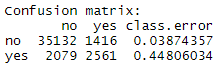 Confusion matrix:
no yes class.error
no 35132 1416 0.03874357
yes 2079 2561 0.44806034